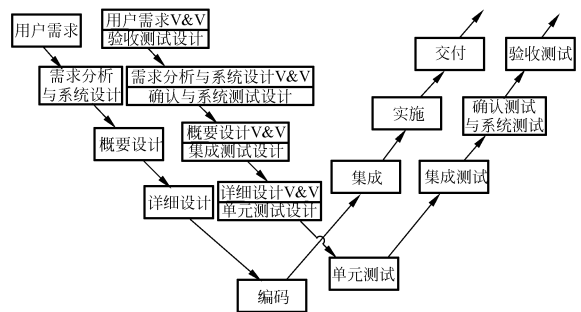 用户需求
用户需求V&V
验收测试设计
交付
验收测试
需求分析
与系统设计
需求分析与系统设计V&V
确认与系统测试设计
实施
确认测试
与系统测试
概要设计
概要设计V&V
集成测试设计
集成
集成测试
详细设计
详细设计V&V
单元测试设计
单元测试
编码